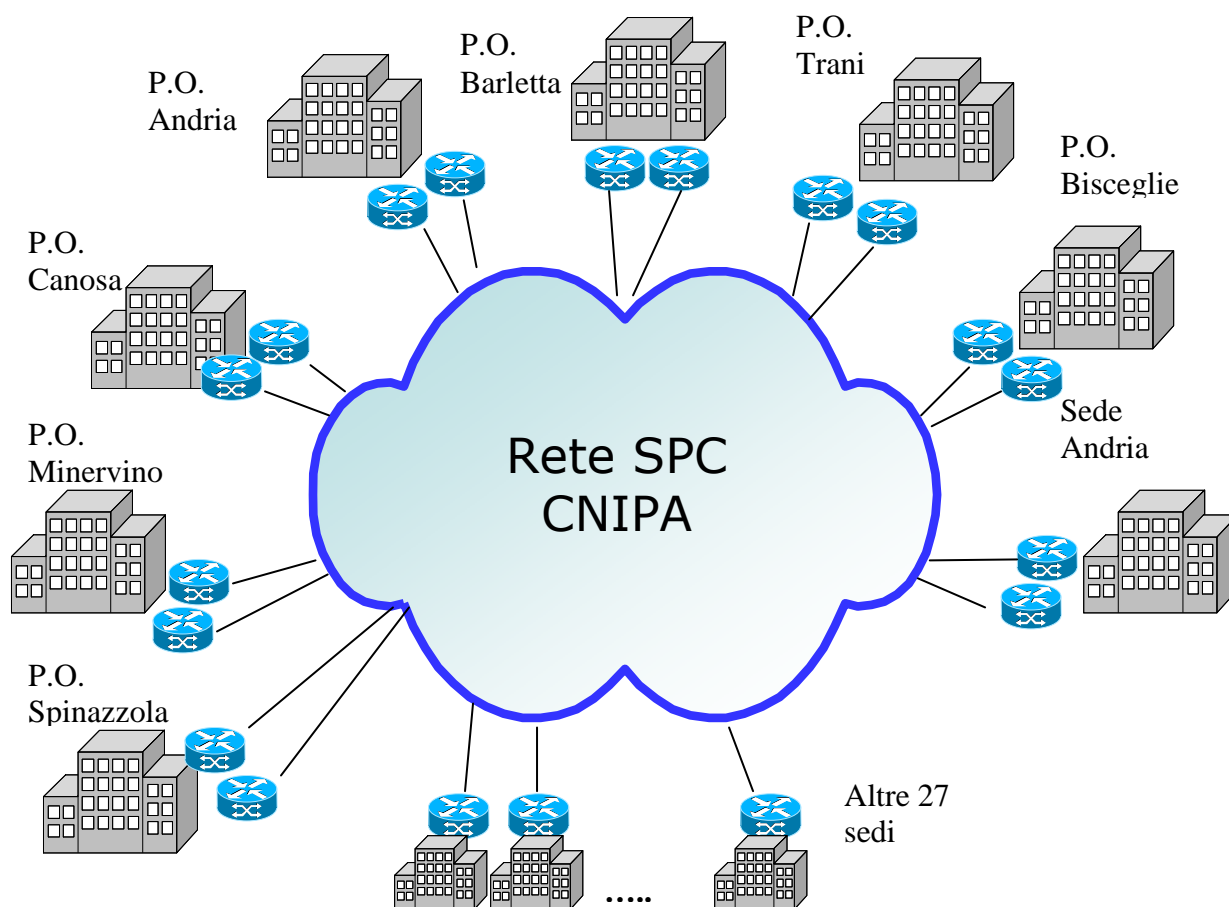 P.O.
Andria
P.O.
Barletta
P.O.
Trani
P.O.
Bisceglie
P.O.
Canosa
Sede
Andria
P.O.
Minervino
Rete SPC
CNIPA
P.O.
Spinazzola
Altre 27
sedi
.....